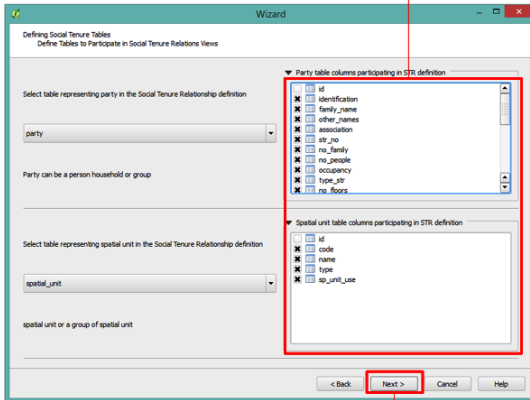 Wizard
Defining Social Tenure Tables
Define Tables to Participate in Social Tenure Relations Views
Select table representing party in the Social Tenure Relationship definition
party
Party can be a person household or group
Party table columns participating in STR definition
id
identification
family_name
other_names
association
str_no
no_family
no_people
occupancy
type_str
no_floors
Select table representing spatial unit in the Social Tenure Relationship definition
spatial_unit
spatial unit or a group of spatial unit
Spatial unit table columns participating in STR definition
id
code
name
type
sp_unit_use
< Back Next > Cancel Help